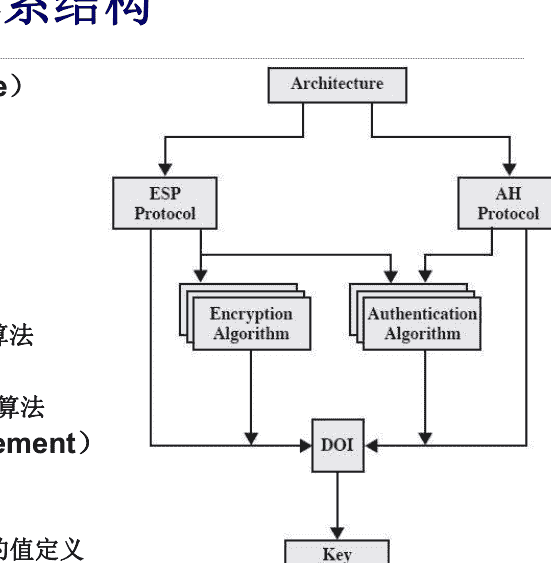 系结构
e）
Architecture
ESP
Protocol
AH
Protocol
Encryption
Algorithm
Authentication
Algorithm
算法
算法
ement）
DOI
的值定义
Key